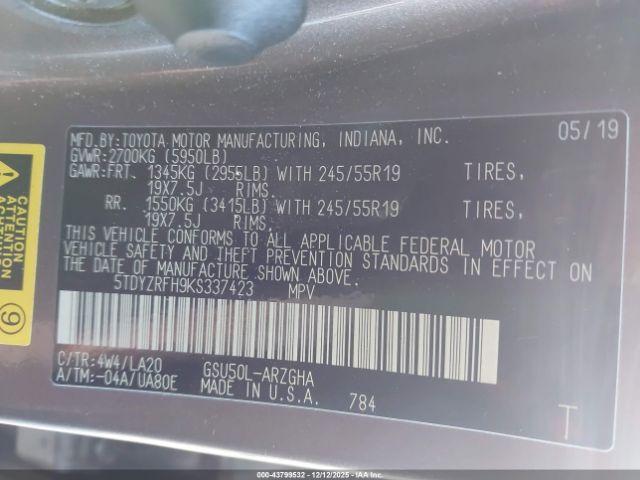 MFD.BY:TOYOTA MOTOR MANUFACTURING, INDIANA, INC. 05/19
GVWR:2700KG (5950LB)
GAWR:FRT. 1345KG (2955LB) WITH 245/55R19 TIRES,
19X7.5J RIMS.
RR. 1550KG (3415LB) WITH 245/55R19 TIRES,
19X7.5J RIMS.
THIS VEHICLE CONFORMS TO ALL APPLICABLE FEDERAL MOTOR
VEHICLE SAFETY AND THEFT PREVENTION STANDARDS IN EFFECT ON
THE DATE OF MANUFACTURE SHOWN ABOVE.
5TDYZRFH9KS337423 MPV
C/TR:4W4/LA20 GSU50L-ARZGHA
A/TM:-04A/UA80E MADE IN U.S.A. 784
T
CAUTION
ATTENTION
9
000-43799532 - 12/12/2025 - IAAI.COM